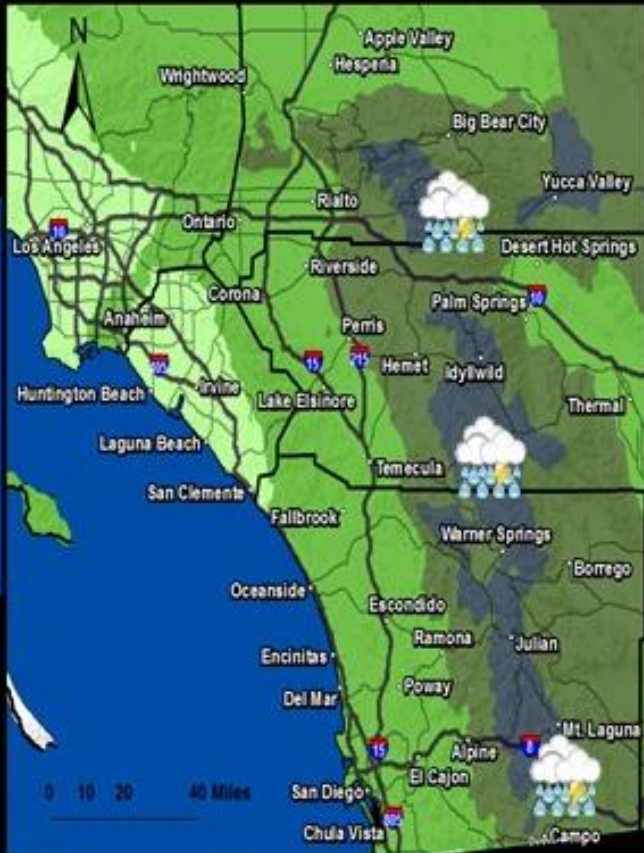 N
Apple Valley
Hesperia
Wrightwood
Big Bear City
Yucca Valley
Rialto
Ontario
10
Los Angeles
Desert Hot Springs
Riverside
Corona
Palm Springs
10
Anaheim
Perris
405
15
215
Hemet
Idyllwild
Huntington Beach
Irvine
Lake Elsinore
Thermal
Laguna Beach
Temecula
San Clemente
Fallbrook
Warner Springs
Borrego
Oceanside
Escondido
Ramona
Julian
Encinitas
Del Mar
Poway
Mt. Laguna
15
Alpine
8
El Cajon
0 10 20 40 Miles
San Diego
805
Chula Vista
Campo